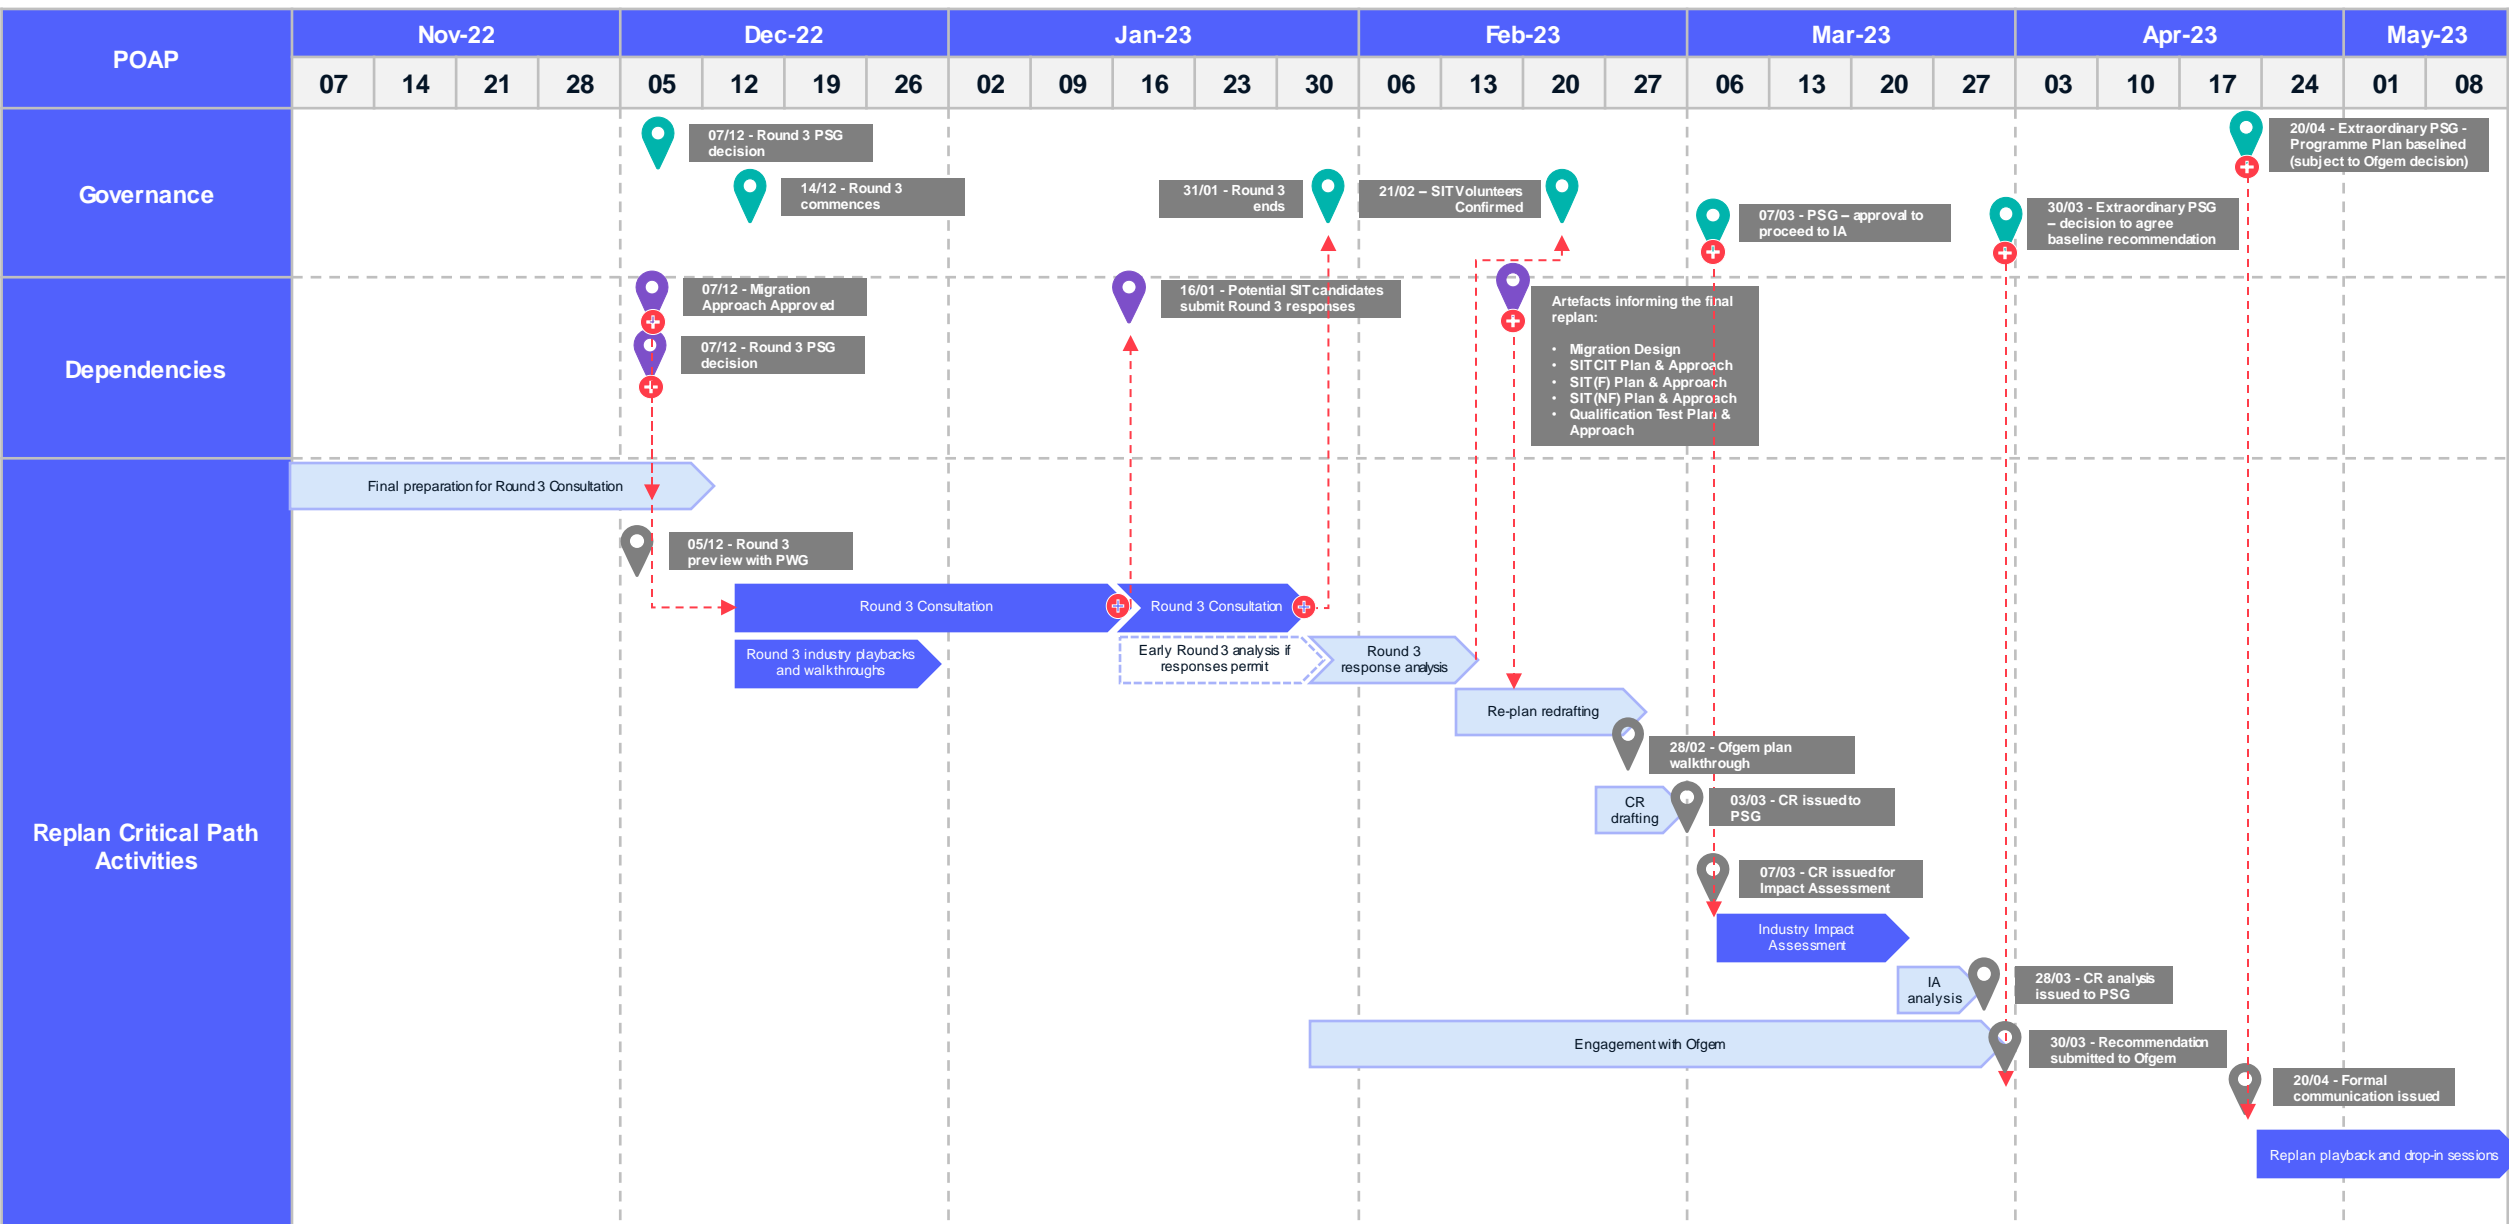 POAP
Nov-22
Dec-22
Jan-23
Feb-23
Mar-23
Apr-23
May-23
07
14
21
28
05
12
19
26
02
09
16
23
30
06
13
20
27
06
13
20
27
03
10
17
24
01
08
Governance
07/12 - Round 3 PSG
decision
14/12 - Round 3
commences
31/01 - Round 3
ends
21/02 – SIT Volunteers
Confirmed
07/03 - PSG – approval to
proceed to IA
30/03 - Extraordinary PSG
– decision to agree
baseline recommendation
20/04 - Extraordinary PSG -
Programme Plan baselined
(subject to Ofgem decision)
Dependencies
07/12 - Migration
Approach Approved
07/12 - Round 3 PSG
decision
16/01 - Potential SIT candidates
submit Round 3 responses
Artefacts informing the final
replan:
• Migration Design
• SITCIT Plan & Approach
• SIT(F) Plan & Approach
• SIT(NF) Plan & Approach
• Qualification Test Plan &
Approach
Replan Critical Path
Activities
Final preparation for Round 3 Consultation
05/12 - Round 3
preview with PWG
Round 3 Consultation
Round 3 Consultation
Round 3 industry playbacks
and walkthroughs
Early Round 3 analysis if
responses permit
Round 3
response analysis
Re-plan redrafting
28/02 - Ofgem plan
walkthrough
CR
drafting
03/03 - CR issued to
PSG
07/03 - CR issued for
Impact Assessment
Industry Impact
Assessment
IA
analysis
28/03 - CR analysis
issued to PSG
Engagement with Ofgem
30/03 - Recommendation
submitted to Ofgem
20/04 - Formal
communication issued
Replan playback and drop-in sessions